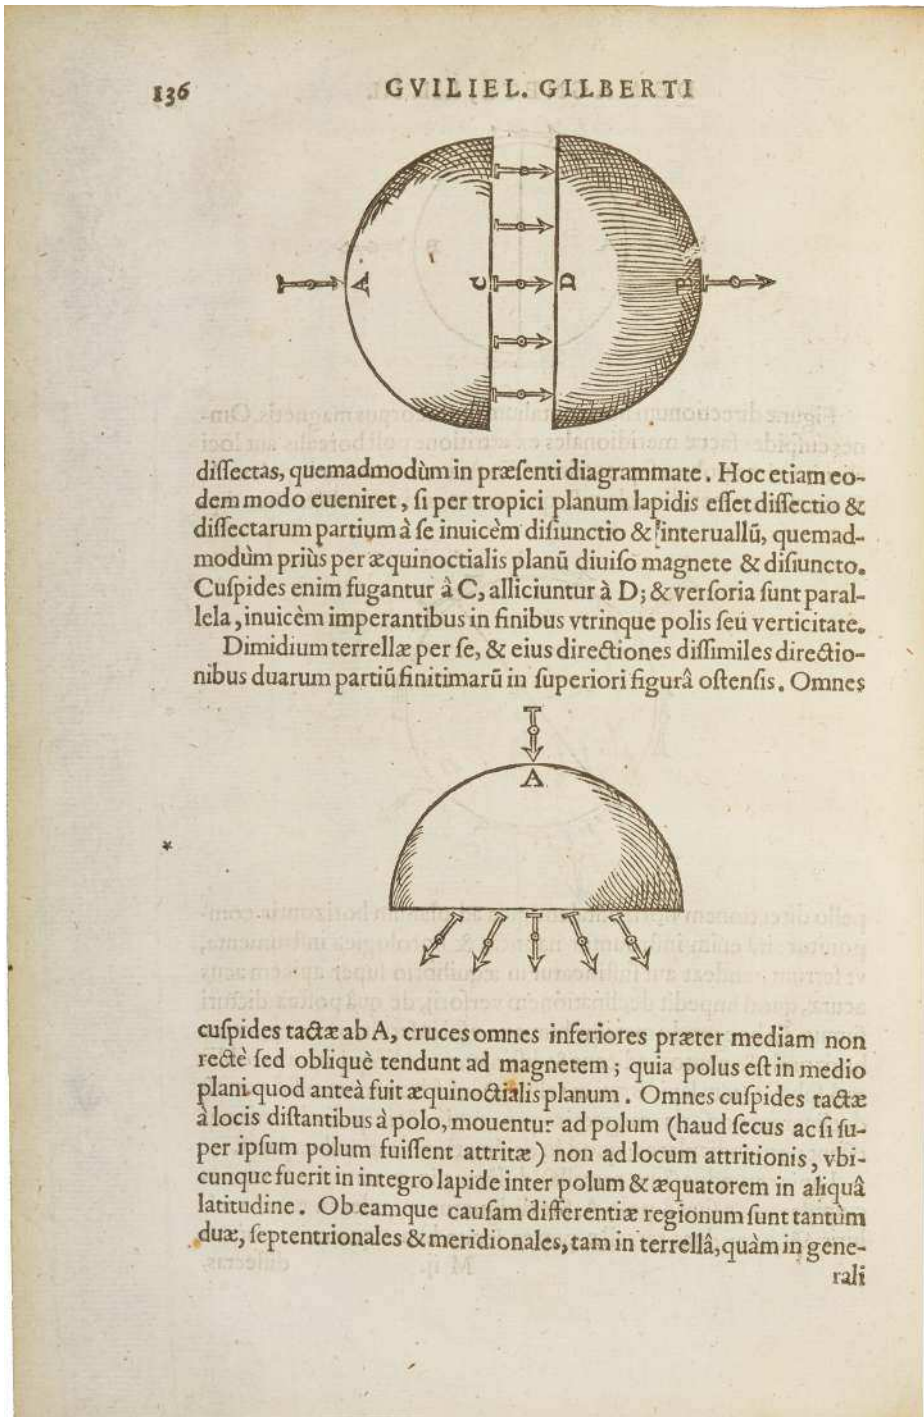 136 GVILIEL. GILBERTI
A C D B
diſſectas, quemadmodùm in præſenti diagrammate. Hoc etiam eo-
dem modo eueniret, ſi per tropici planum lapidis eſſet diſſectio &
diſſectarum partium à ſe inuicèm diſiunctio & interuallũ, quemad-
modùm priùs per æquinoctialis planũ diuiſo magnete & diſiuncto.
Cuſpides enim fugantur à C, alliciuntur à D; & verſoria ſunt paral-
lela, inuicèm imperantibus in finibus vtrinque polis ſeu verticitate.
Dimidium terrellæ per ſe, & eius directiones diſſimiles directio-
nibus duarum partiũ finitimarũ in ſuperiori figurâ oſtenſis. Omnes
A
cuſpides tactæ ab A, cruces omnes inferiores præter mediam non
rectè ſed obliquè tendunt ad magnetem; quia polus eſt in medio
plani quod anteà fuit æquinoctialis planum. Omnes cuſpides tactæ
à locis diſtantibus à polo, mouentur ad polum (haud ſecus ac ſi ſu-
per ipſum polum fuiſſent attritæ) non ad locum attritionis, vbi-
cunque fuerit in integro lapide inter polum & æquatorem in aliquâ
latitudine. Ob eamque cauſam differentiæ regionum ſunt tantùm
duæ, ſeptentrionales & meridionales, tam in terrellâ, quàm in gene-
rali